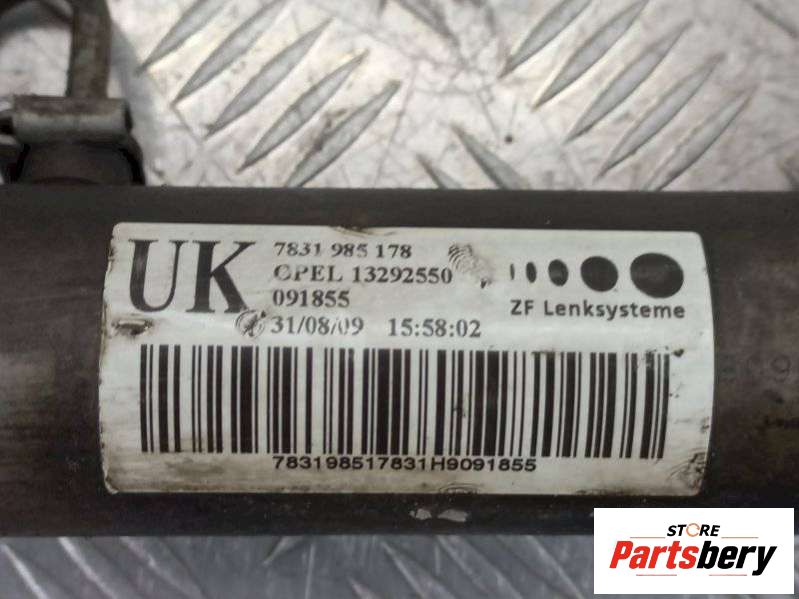 UK
7831 985 178
OPEL 13292550
091855
31/08/09 15:58:02
ZF Lenksysteme
783198517831H9091855
STORE
Partsbery